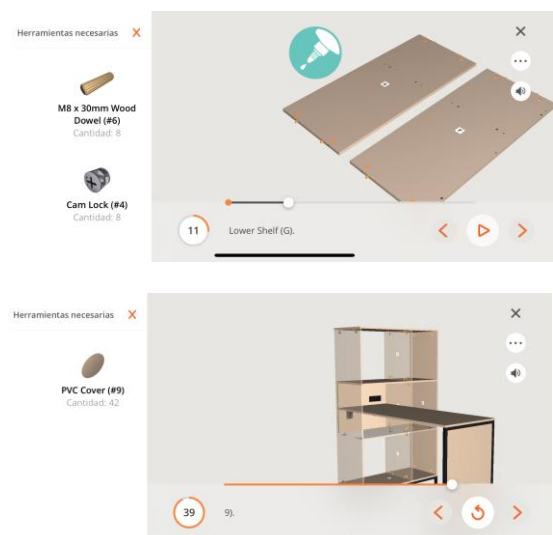 Herramientas necesarias X
M8 x 30mm Wood
Dowel (#6)
Cantidad: 8
Cam Lock (#4)
Cantidad: 8
11
Lower Shelf (G).
Herramientas necesarias X
PVC Cover (#9)
Cantidad: 42
39
9).